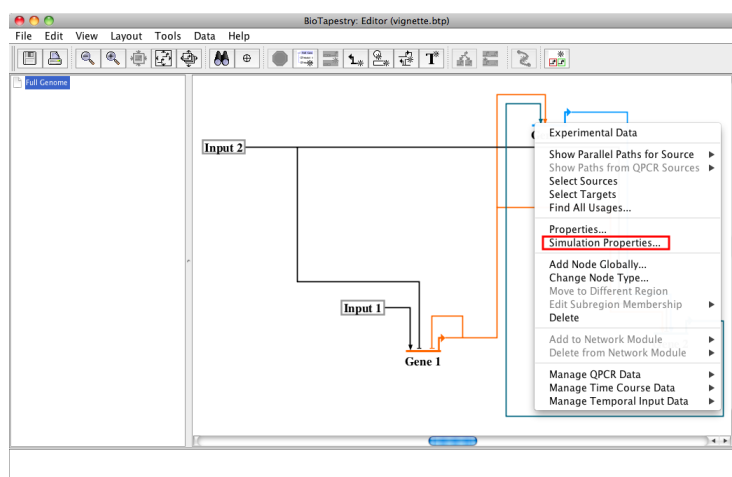 BioTapestry: Editor (vignette.btp)
File Edit View Layout Tools Data Help
Full Genome
Input 2
Input 1
Gene 1
Experimental Data
Show Parallel Paths for Source
Show Paths from QPCR Sources
Select Sources
Select Targets
Find All Usages...
Properties...
Simulation Properties...
Add Node Globally...
Change Node Type...
Move to Different Region
Edit Subregion Membership
Delete
Add to Network Module
Delete from Network Module
Manage QPCR Data
Manage Time Course Data
Manage Temporal Input Data